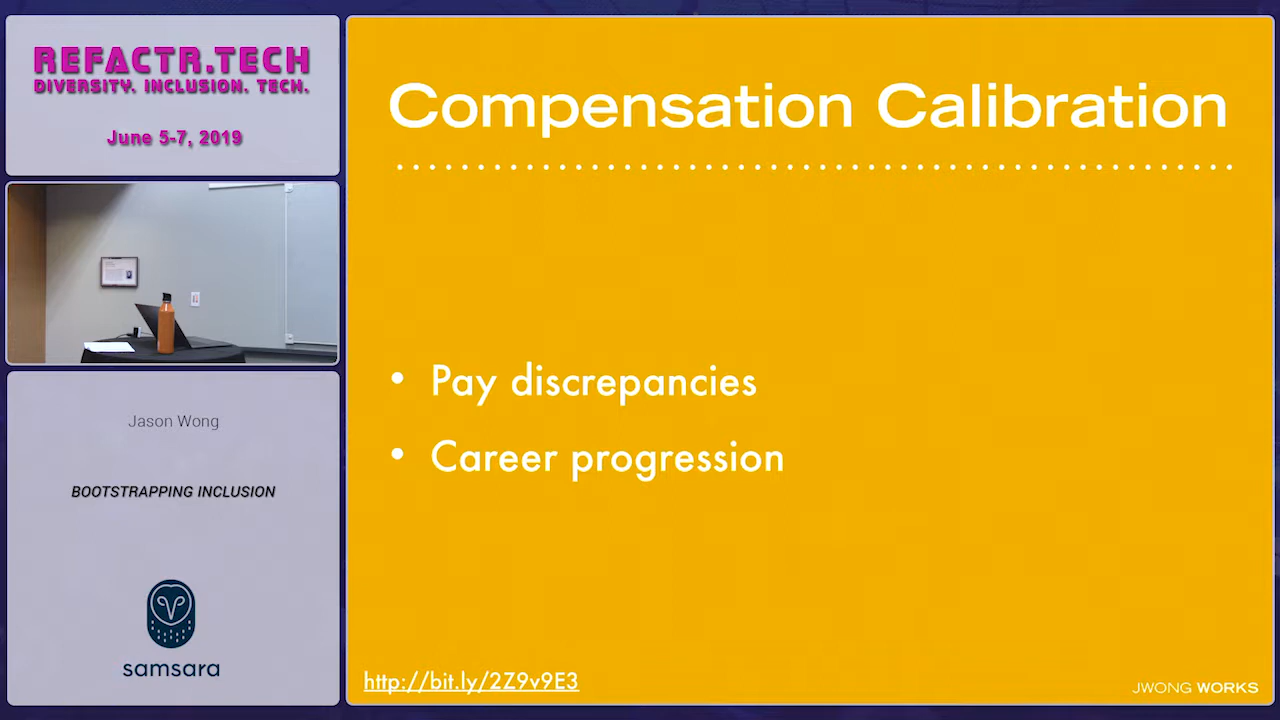 REFACTR.TECH
DIVERSITY. INCLUSION. TECH.
June 5-7, 2019
Jason Wong
BOOTSTRAPPING INCLUSION
samsara
Compensation Calibration
• Pay discrepancies
• Career progression
http://bit.ly/2Z9v9E3
JWONG WORKS